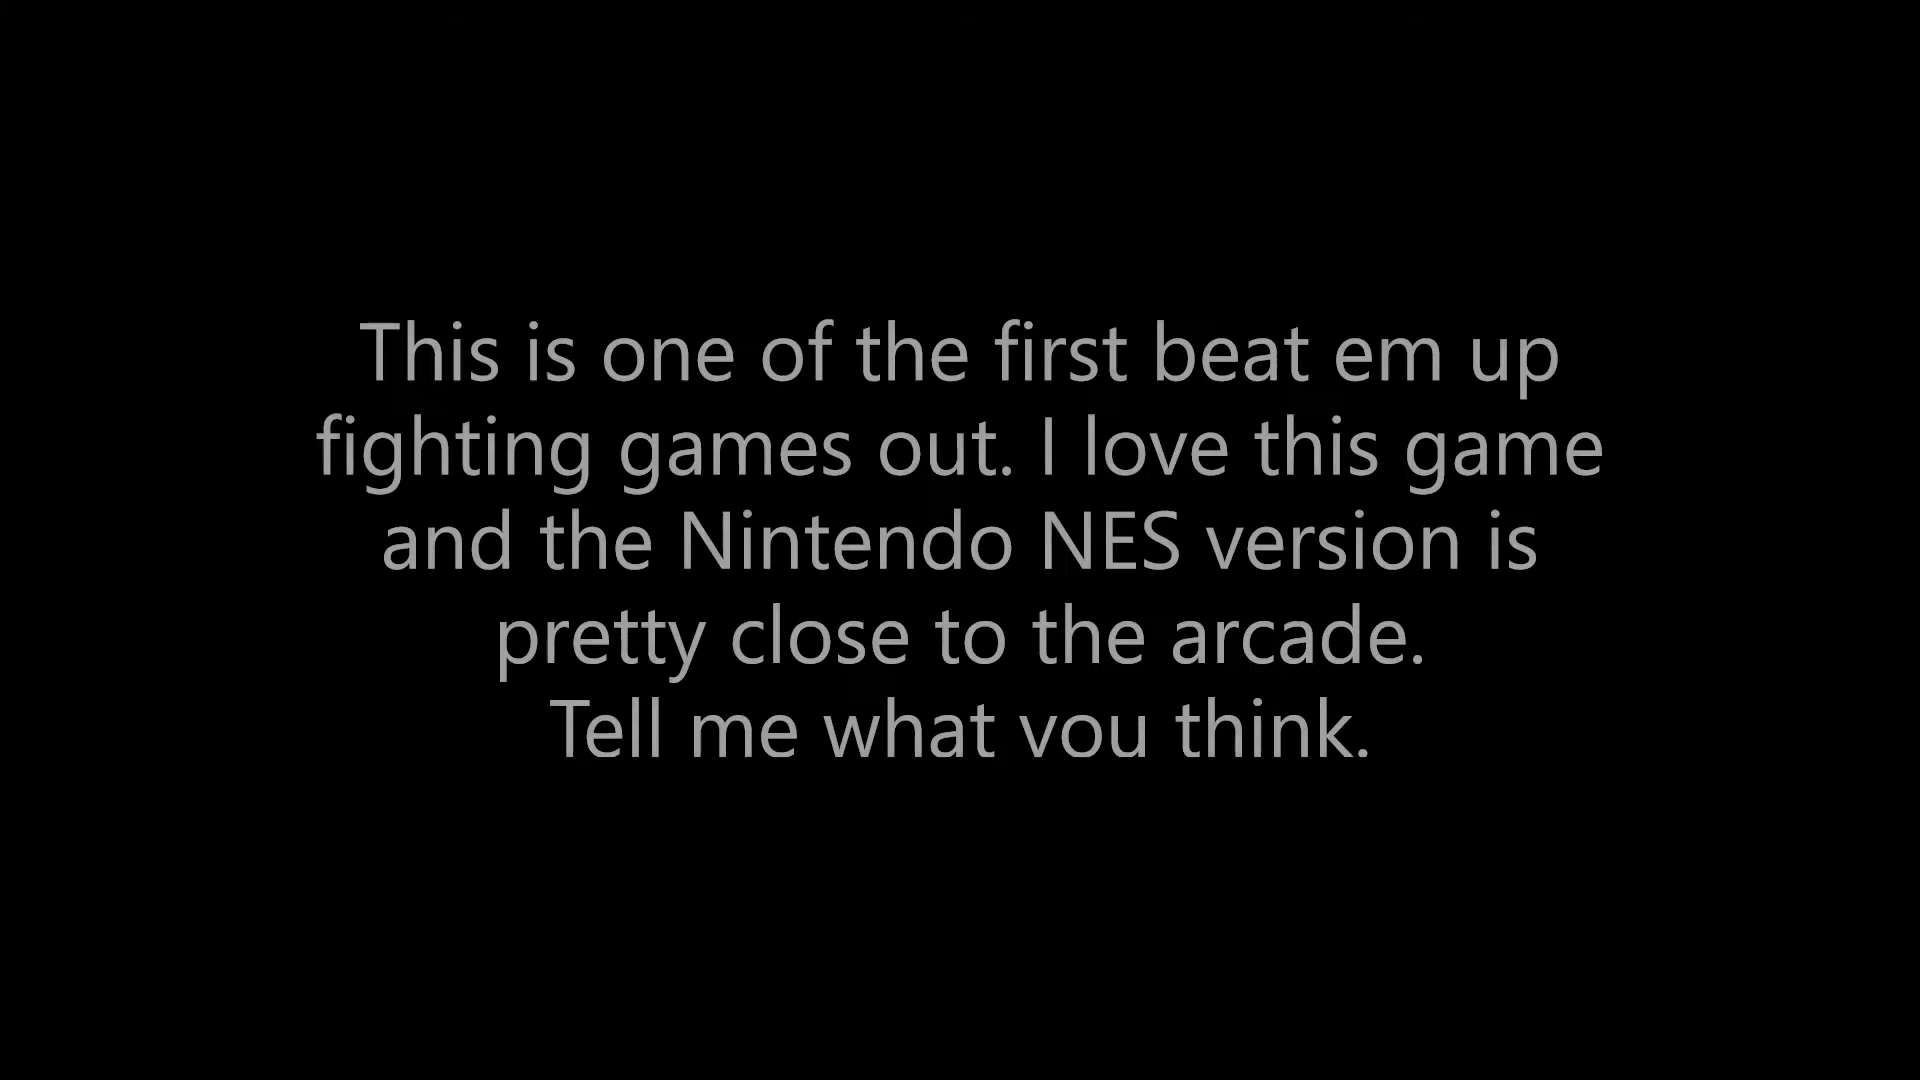 This is one of the first beat em up
fighting games out. I love this game
and the Nintendo NES version is
pretty close to the arcade.
Tell me what you think.